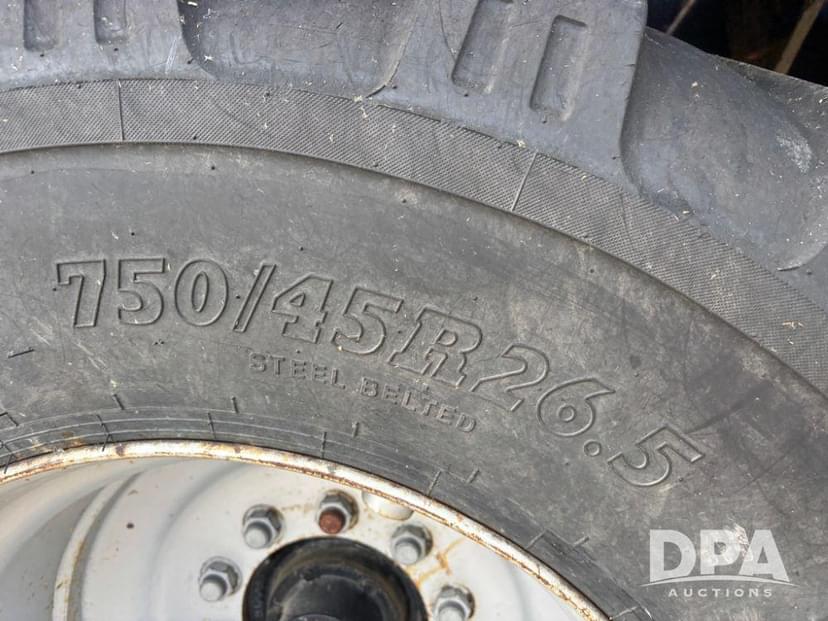 750/45R26.5
STEEL BELTED
DPA
AUCTIONS